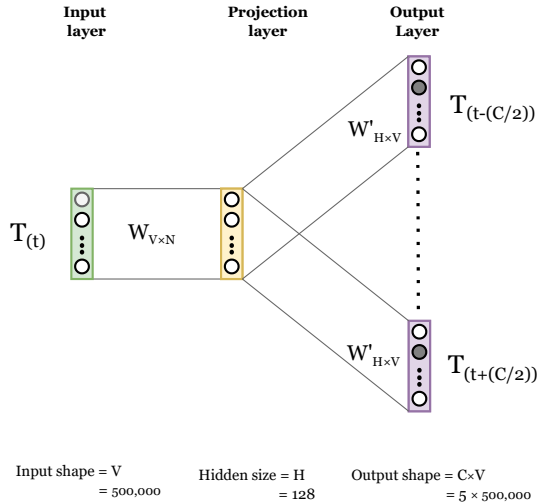 Input
layer
Projection
layer
Output
Layer
T(t-(C/2))
W'H×V
T(t)
WV×N
W'H×V
T(t+(C/2))
Input shape = V
= 500,000
Hidden size = H
= 128
Output shape = C×V
= 5 × 500,000